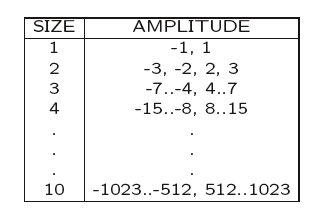 SIZE AMPLITUDE
1 -1, 1
2 -3, -2, 2, 3
3 -7..-4, 4..7
4 -15..-8, 8..15
. .
. .
. .
10 -1023..-512, 512..1023